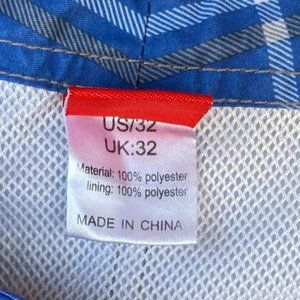 US/32
UK:32
Material: 100% polyester
lining: 100% polyester
MADE IN CHINA